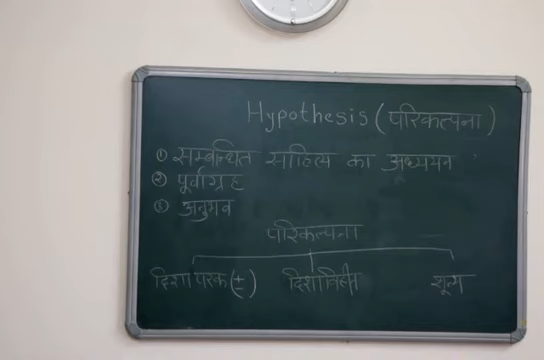 Hypothesis (परिकल्पना)
① सम्बन्धित साहित्य का अध्ययन
② पूर्वाग्रह
③ अनुभव
परिकल्पना
दिशापरक (±) दिशाविहीन शून्य